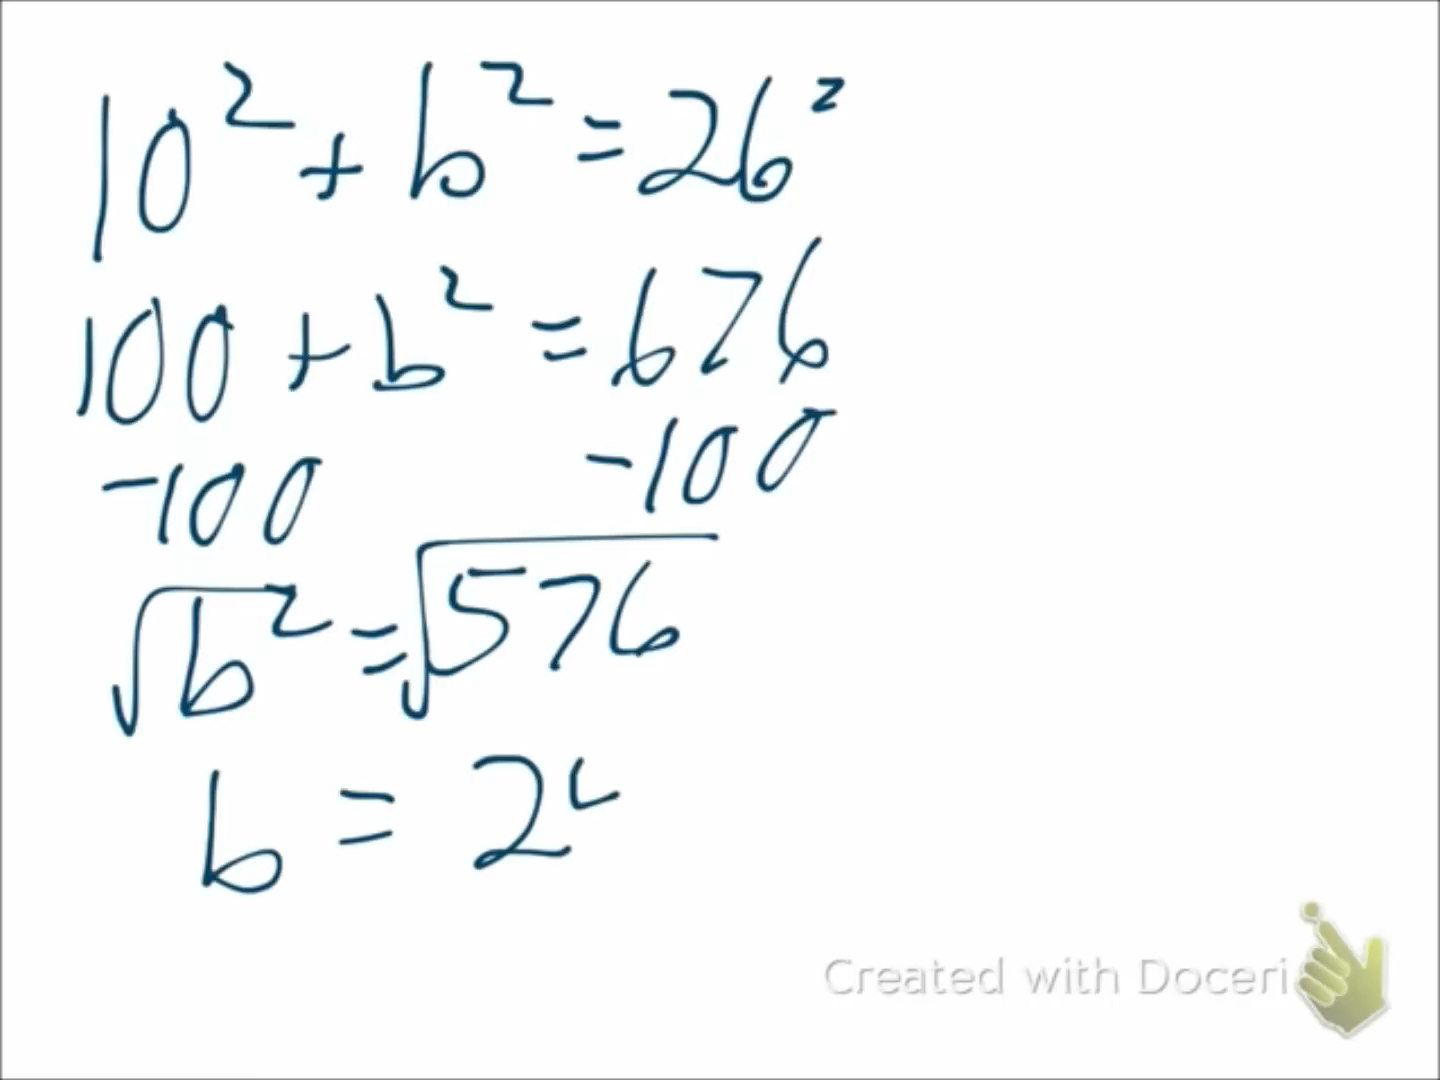 10² + b² = 26²
100 + b² = 676
-100 -100
√b² = √576
b = 2
Created with Doceri